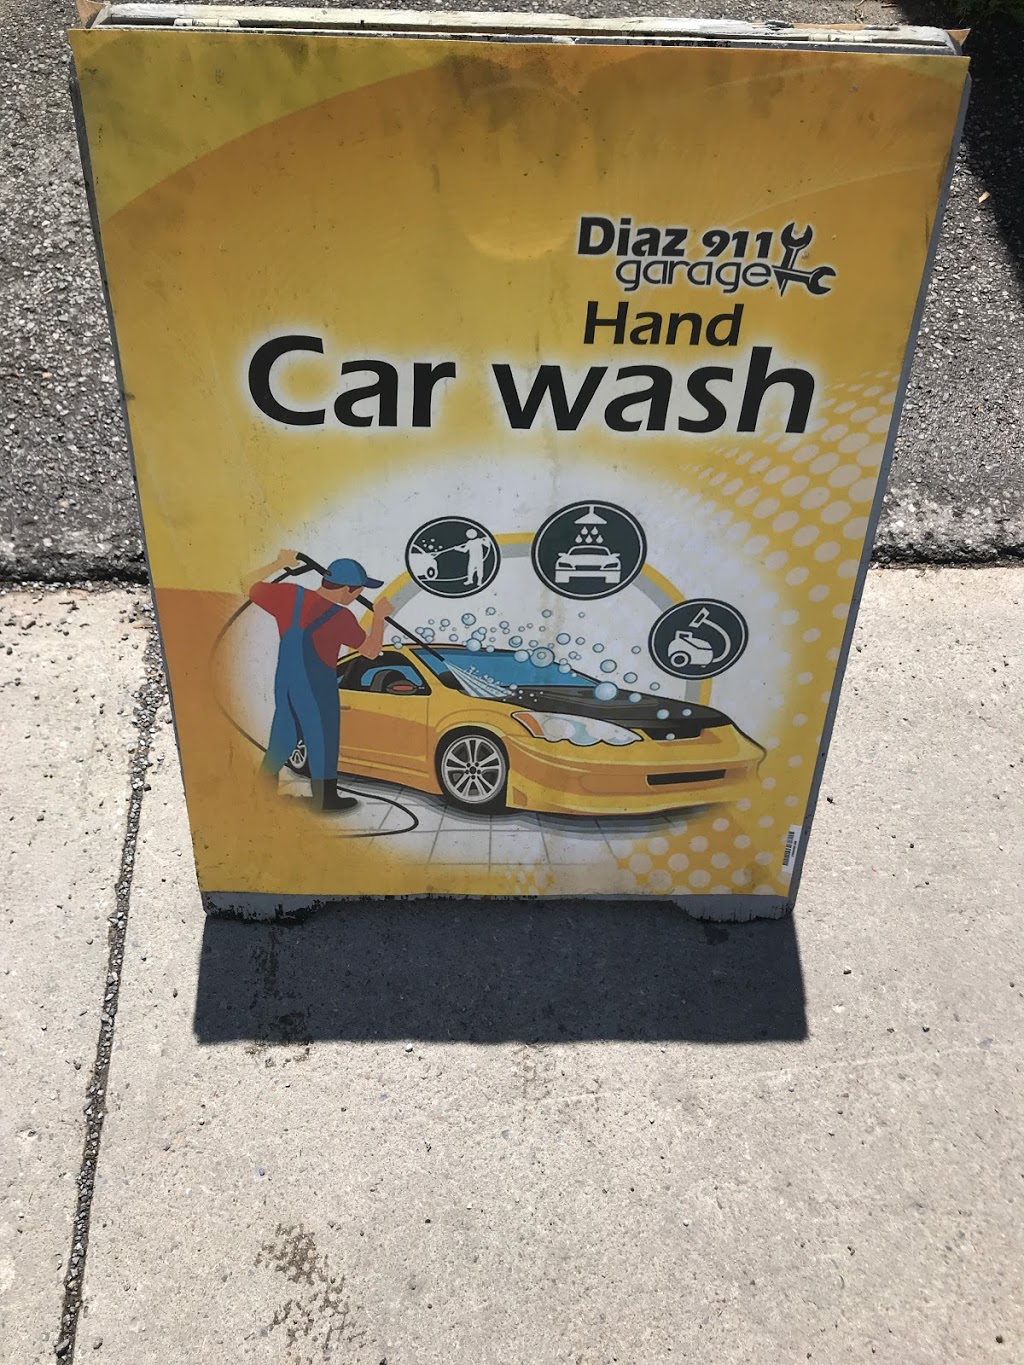 Diaz 911
garage
Hand
Car wash